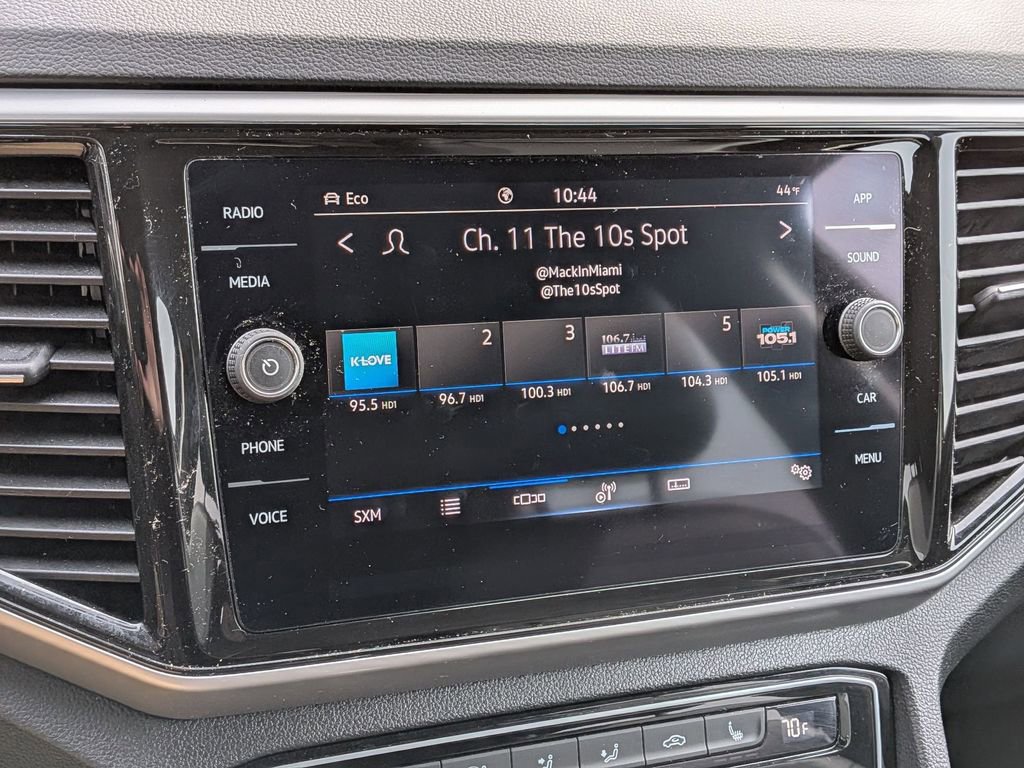 RADIO
MEDIA
PHONE
VOICE
Eco 10:44 44°F
Ch. 11 The 10s Spot
@MackInMiami
@The10sSpot
K-LOVE 2 3 106.7 LITE FM 5 POWER 105.1
95.5 HD1 96.7 HD1 100.3 HD1 106.7 HD1 104.3 HD1 105.1 HD1
SXM
APP
SOUND
CAR
MENU
70°F